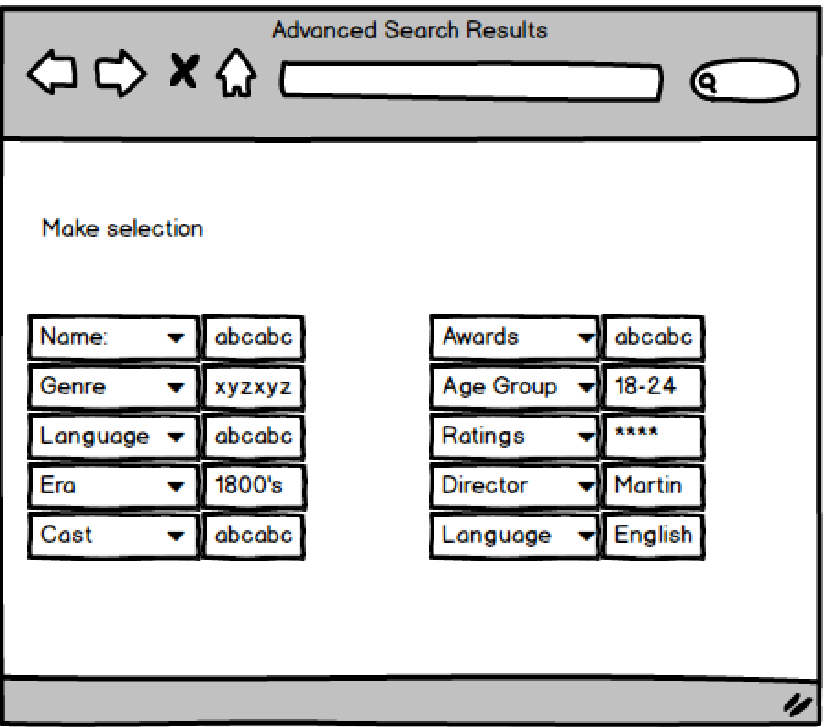 Advanced Search Results
Make selection
Name: abcabc
Genre xyzxyz
Language abcabc
Era 1800's
Cast abcabc
Awards abcabc
Age Group 18-24
Ratings ****
Director Martin
Language English